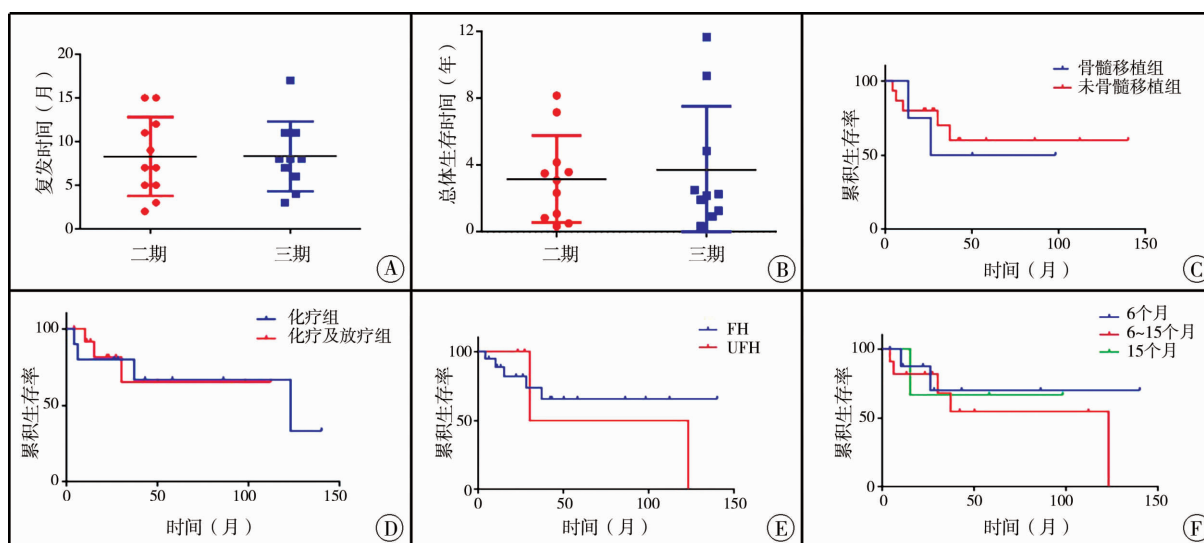 20
15
10
5
0
复发时间（月）
二期
三期
A
12
8
4
0
总体生存时间（年）
二期
三期
B
骨髓移植组
未骨髓移植组
100
50
0
50
100
150
累积生存率
时间（月）
C
化疗组
化疗及放疗组
100
50
0
0
50
100
150
累积生存率
时间（月）
D
FH
UFH
100
50
0
0
50
100
150
累积生存率
时间（月）
E
6个月
6~15个月
15个月
100
50
0
0
50
100
150
累积生存率
时间（月）
F